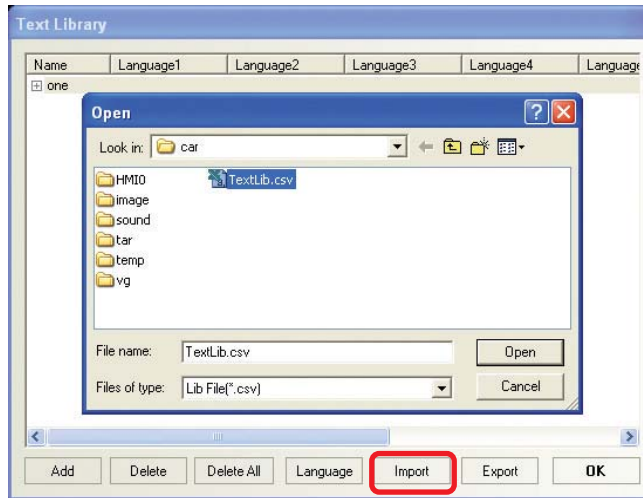 Text Library
Name Language1 Language2 Language3 Language4 Language
one
Open
Look in: car
HMI0 TextLib.csv
image
sound
tar
temp
vg
File name: TextLib.csv Open
Files of type: Lib File(*.csv) Cancel
Add Delete Delete All Language Import Export OK